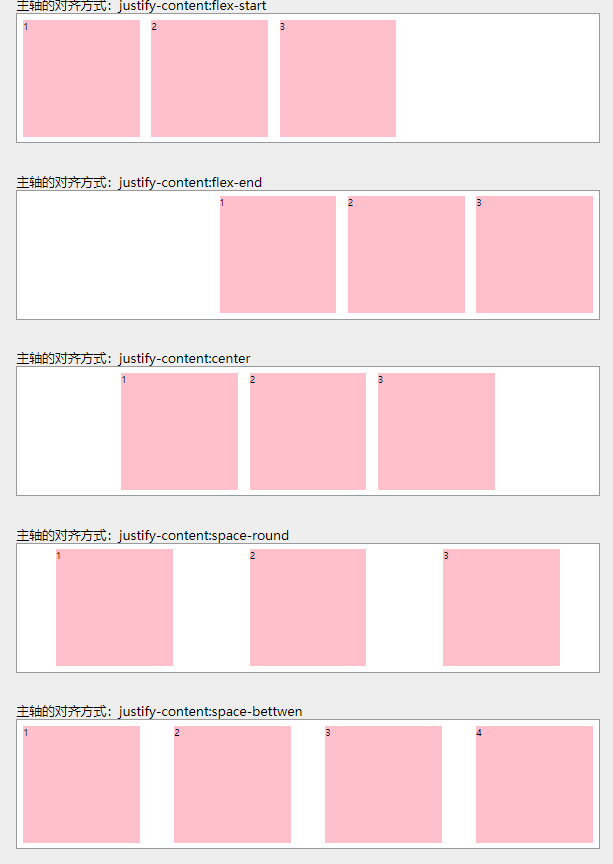 主轴的对齐方式：justify-content:flex-start
1 2 3
主轴的对齐方式：justify-content:flex-end
1 2 3
主轴的对齐方式：justify-content:center
1 2 3
主轴的对齐方式：justify-content:space-round
1 2 3
主轴的对齐方式：justify-content:space-bettwen
1 2 3 4